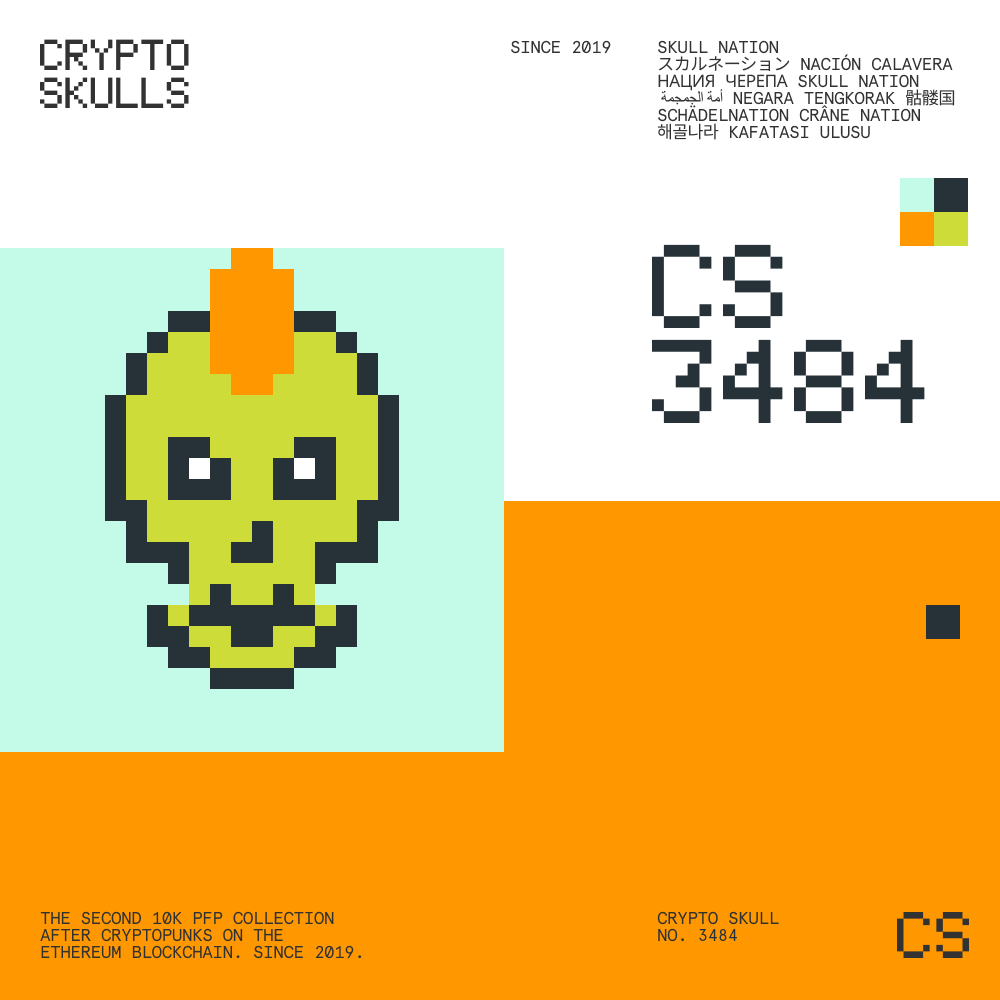 CRYPTO
SKULLS
SINCE 2019
SKULL NATION
スカルネーション NACIÓN CALAVERA
НАЦИЯ ЧЕРЕПА SKULL NATION
أمة الجمجمة NEGARA TENGKORAK 骷髅国
SCHÄDELNATION CRÂNE NATION
해골나라 KAFATASI ULUSU
CS
3484
THE SECOND 10K PFP COLLECTION
AFTER CRYPTOPUNKS ON THE
ETHEREUM BLOCKCHAIN. SINCE 2019.
CRYPTO SKULL
NO. 3484
CS